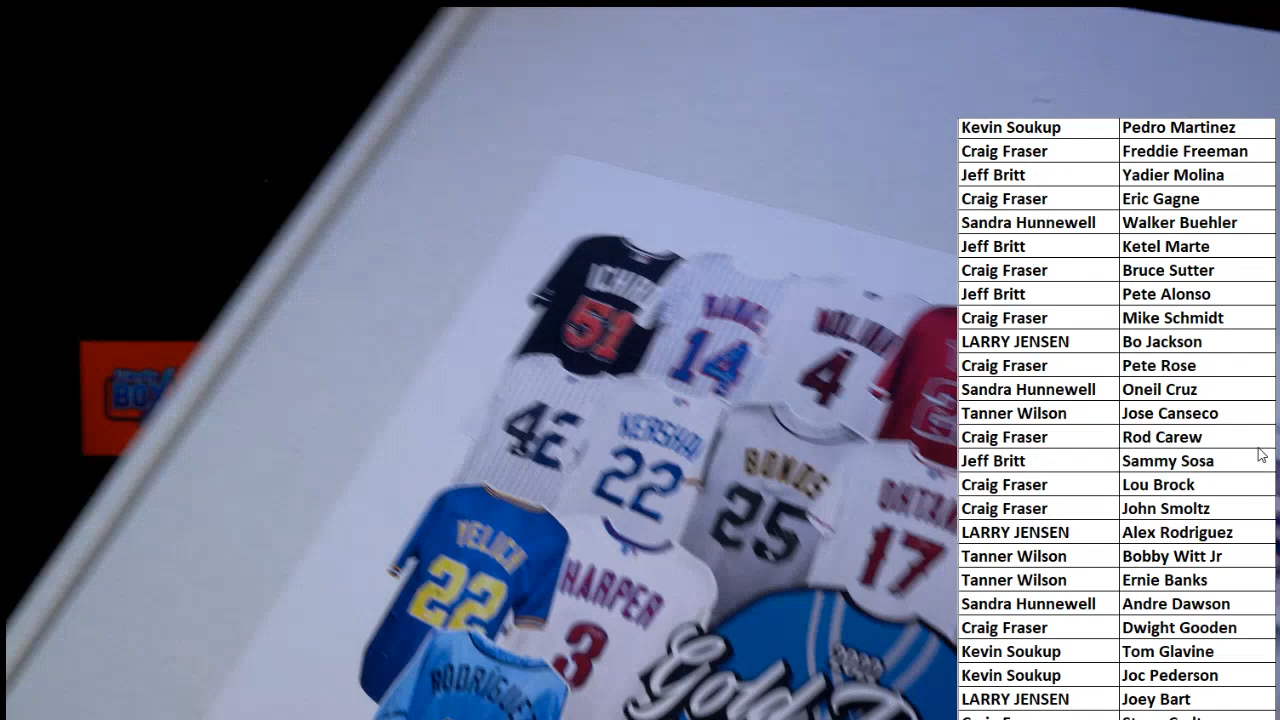 Kevin Soukup Pedro Martinez
Craig Fraser Freddie Freeman
Jeff Britt Yadier Molina
Craig Fraser Eric Gagne
Sandra Hunnewell Walker Buehler
Jeff Britt Ketel Marte
Craig Fraser Bruce Sutter
Jeff Britt Pete Alonso
Craig Fraser Mike Schmidt
LARRY JENSEN Bo Jackson
Craig Fraser Pete Rose
Sandra Hunnewell Oneil Cruz
Tanner Wilson Jose Canseco
Craig Fraser Rod Carew
Jeff Britt Sammy Sosa
Craig Fraser Lou Brock
Craig Fraser John Smoltz
LARRY JENSEN Alex Rodriguez
Tanner Wilson Bobby Witt Jr
Tanner Wilson Ernie Banks
Sandra Hunnewell Andre Dawson
Craig Fraser Dwight Gooden
Kevin Soukup Tom Glavine
Kevin Soukup Joc Pederson
LARRY JENSEN Joey Bart
51
14
MOLINA
4
42
KERSHAW
22
BONDS
25
17
YELICH
22
HARPER
3
RODRIGUEZ
2022
Gold